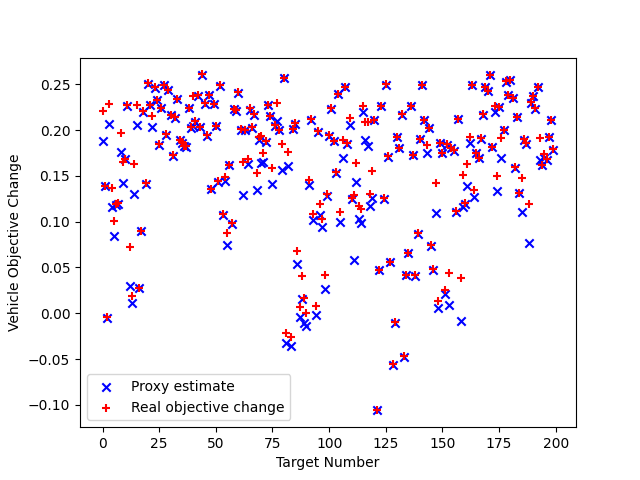 0.25
0.20
0.15
0.10
0.05
0.00
−0.05
−0.10
Vehicle Objective Change
Proxy estimate
Real objective change
0 25 50 75 100 125 150 175 200
Target Number